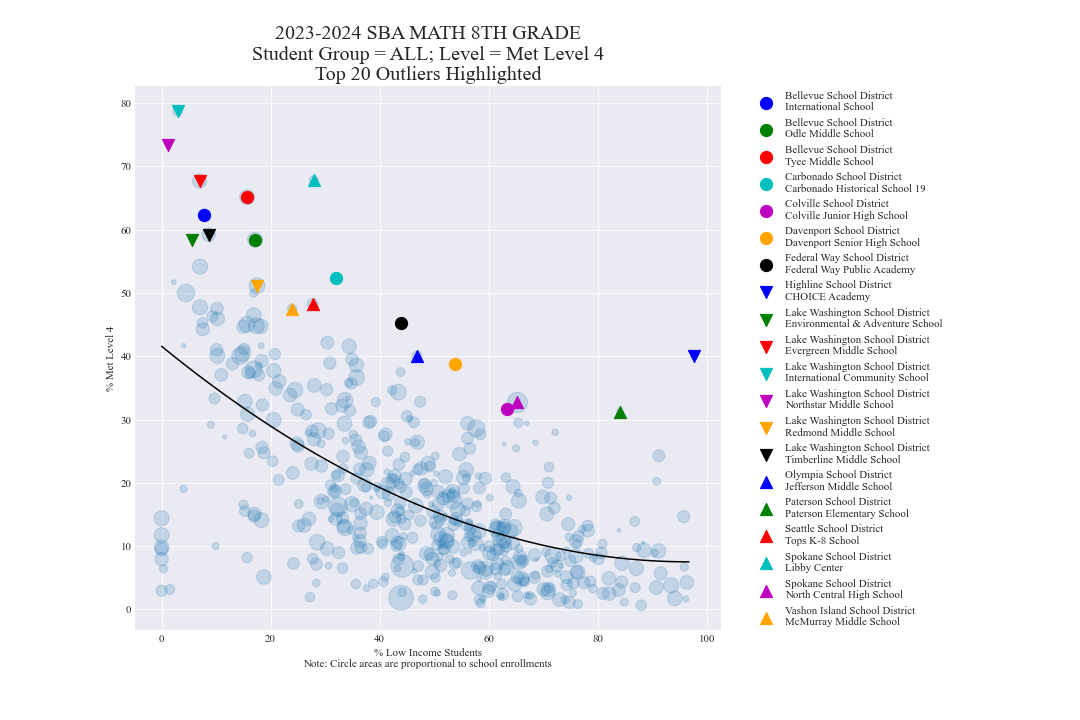 2023-2024 SBA MATH 8TH GRADE
Student Group = ALL; Level = Met Level 4
Top 20 Outliers Highlighted
% Met Level 4
80
70
60
50
40
30
20
10
0
0
20
40
60
80
100
% Low Income Students
Note: Circle areas are proportional to school enrollments
Bellevue School District
International School
Bellevue School District
Odle Middle School
Bellevue School District
Tyee Middle School
Carbonado School District
Carbonado Historical School 19
Colville School District
Colville Junior High School
Davenport School District
Davenport Senior High School
Federal Way School District
Federal Way Public Academy
Highline School District
CHOICE Academy
Lake Washington School District
Environmental & Adventure School
Lake Washington School District
Evergreen Middle School
Lake Washington School District
International Community School
Lake Washington School District
Northstar Middle School
Lake Washington School District
Redmond Middle School
Lake Washington School District
Timberline Middle School
Olympia School District
Jefferson Middle School
Paterson School District
Paterson Elementary School
Seattle School District
Tops K-8 School
Spokane School District
Libby Center
Spokane School District
North Central High School
Vashon Island School District
McMurray Middle School